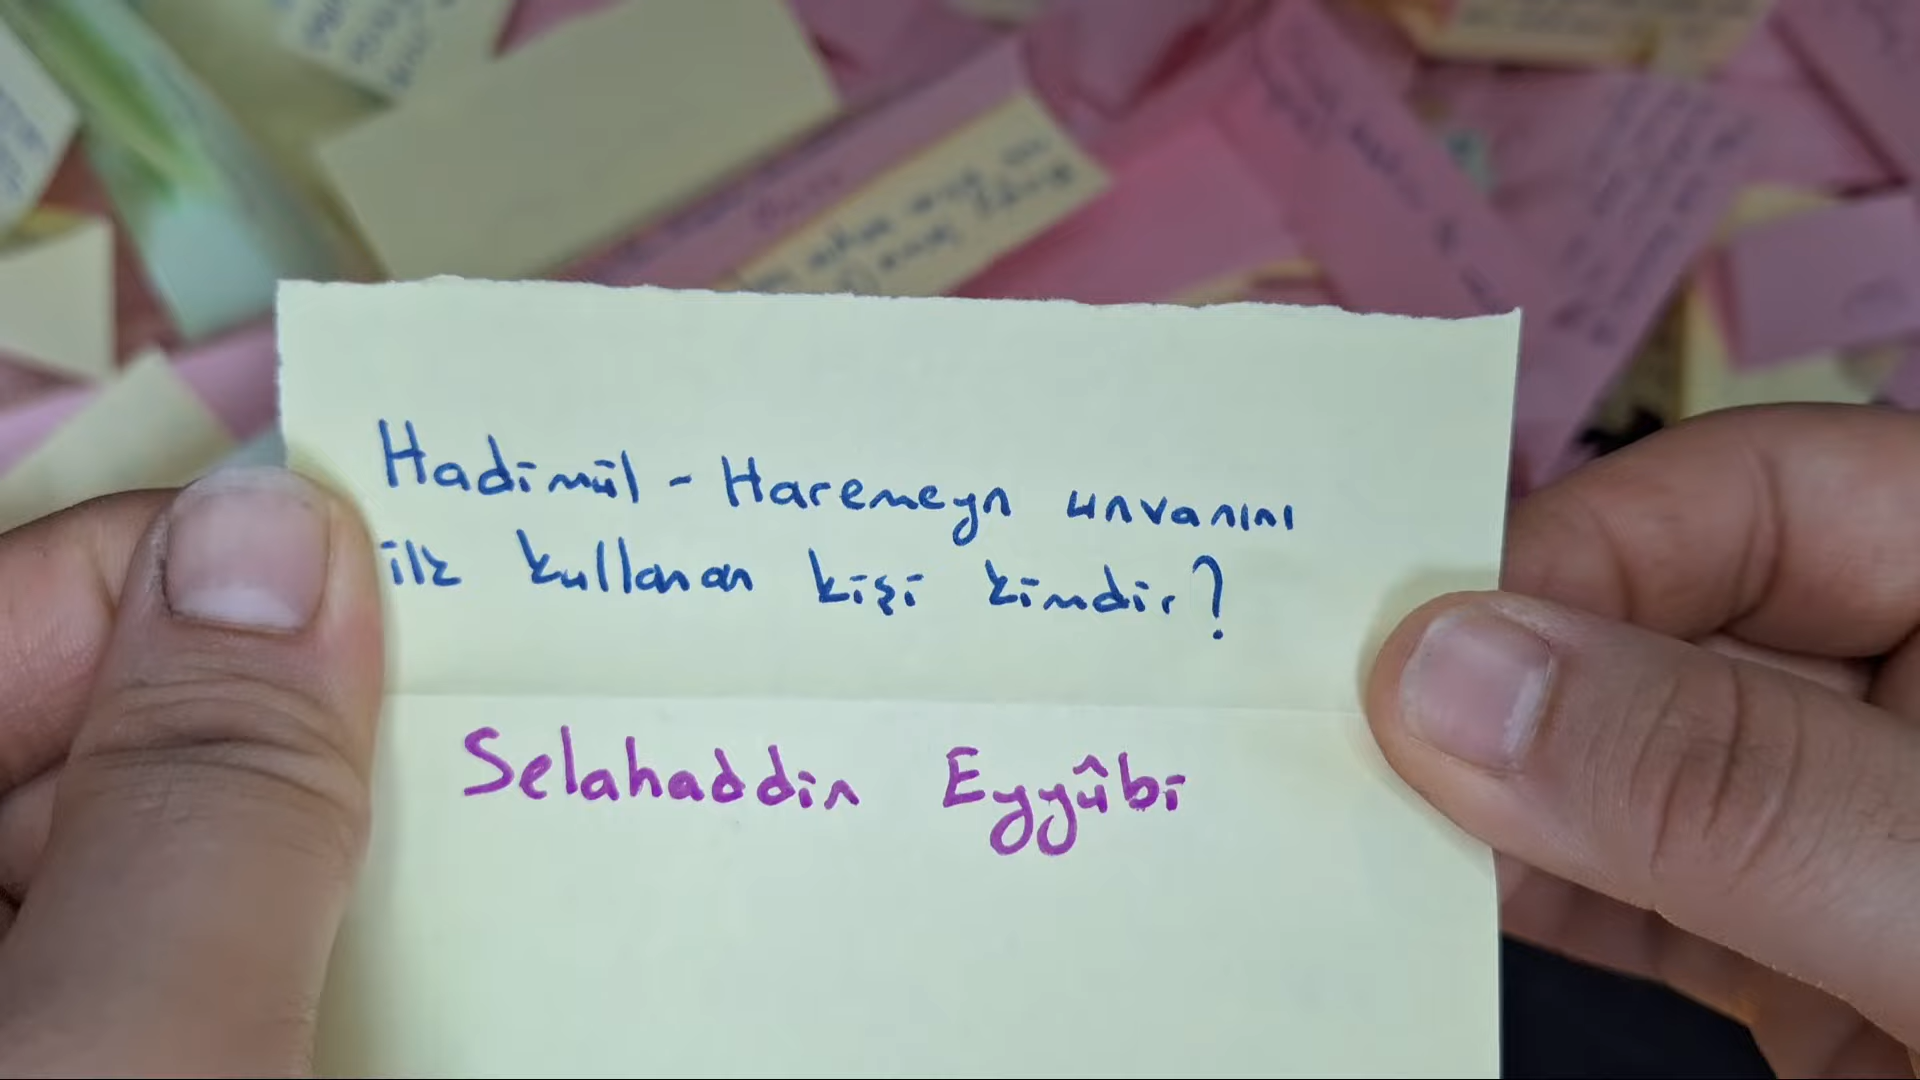 Hadimül - Haremeyn unvanını
ilk kullanan kişi kimdir?
Selahaddin Eyyûbi